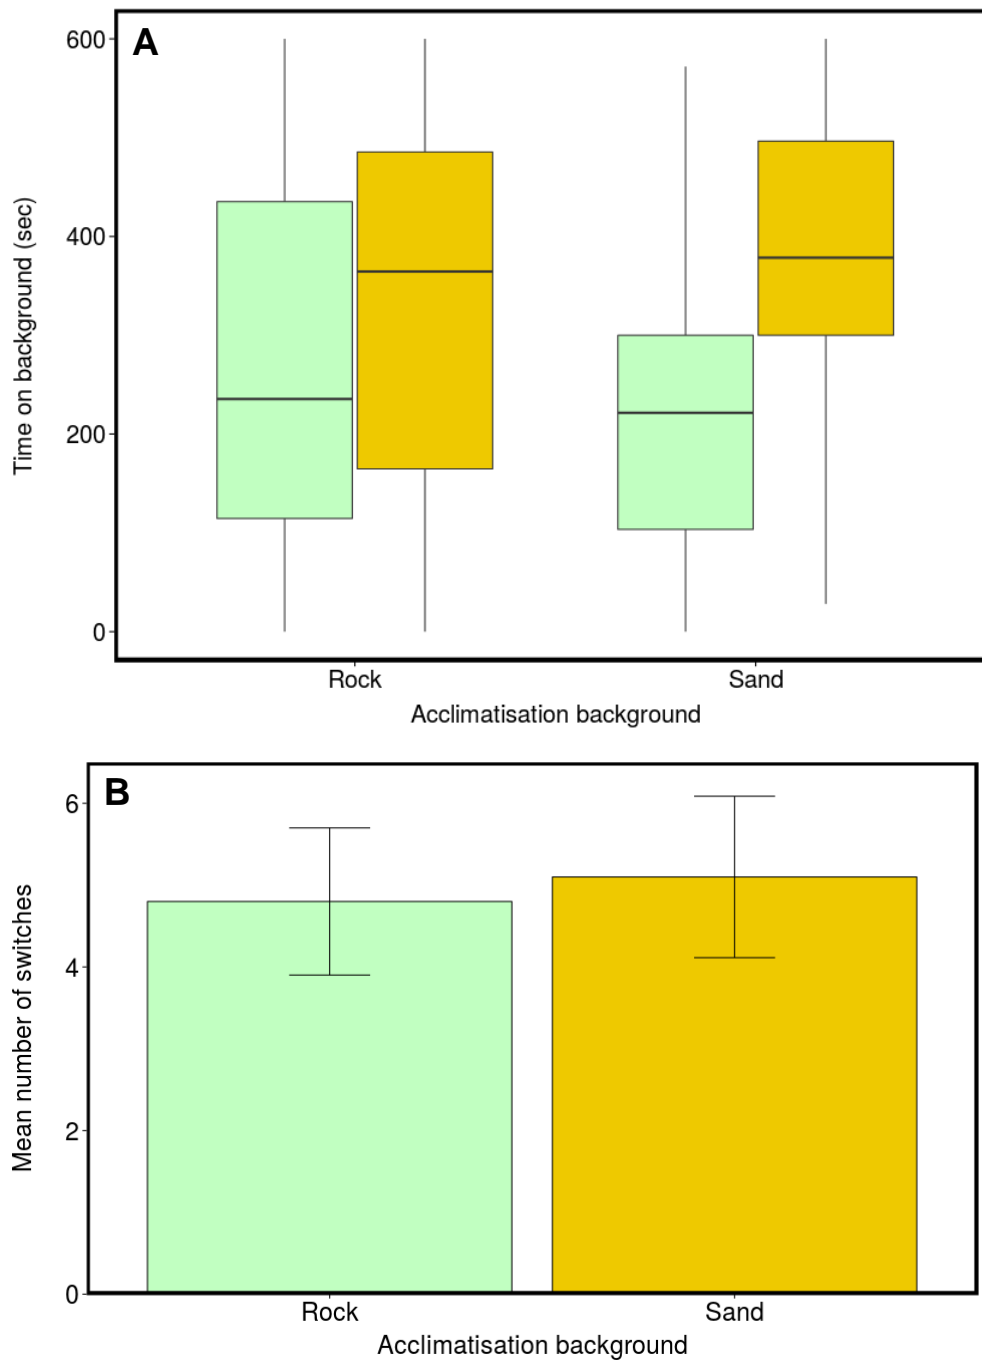 A
600
400
200
0
Time on background (sec)
Rock
Sand
Acclimatisation background
B
6
4
2
0
Mean number of switches
Rock
Sand
Acclimatisation background